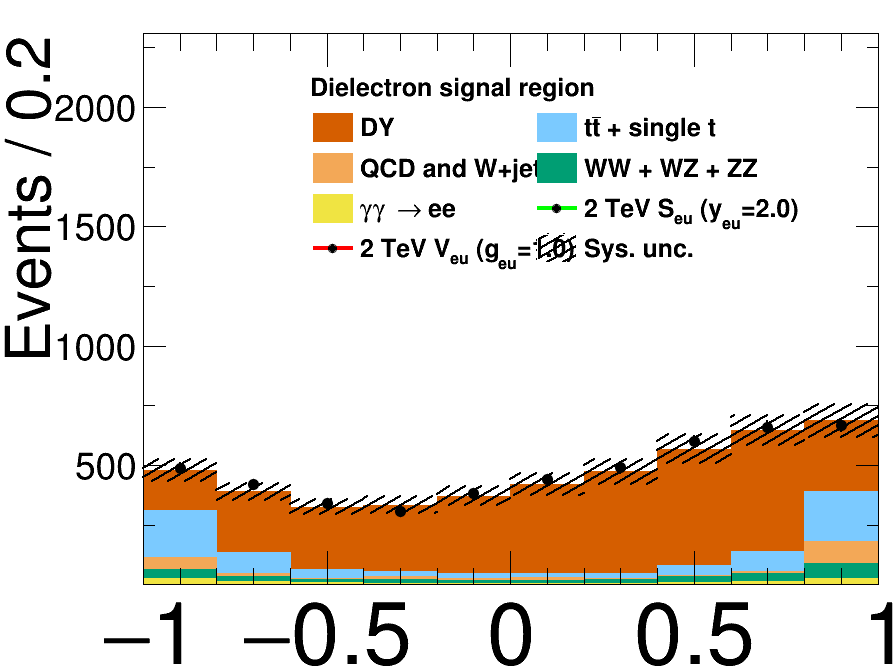 Events / 0.2
2000
1500
1000
500
Dielectron signal region
DY
tt̄ + single t
QCD and W+jet
WW + WZ + ZZ
γγ → ee
2 TeV S_eu (y_eu=2.0)
2 TeV V_eu (g_eu=1.0)
Sys. unc.
−1 −0.5 0 0.5 1